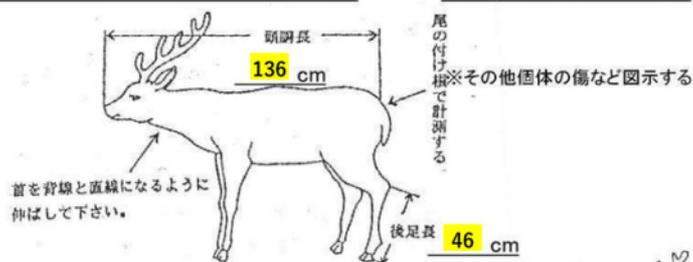 頭胴長
136 cm
尾の付け根で計測する
※その他個体の傷など図示する
首を背線と直線になるように
伸ばして下さい。
後足長 46 cm